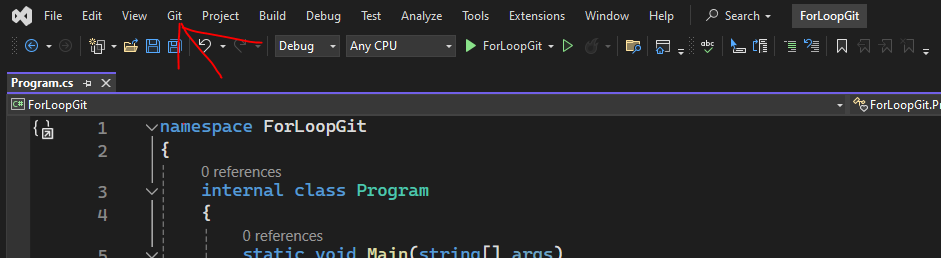 File Edit View Git Project Build Debug Test Analyze Tools Extensions Window Help Search ForLoopGit
Debug Any CPU ForLoopGit abc
Program.cs
C# ForLoopGit ForLoopGit.P
1 namespace ForLoopGit
2 {
0 references
3 internal class Program
4 {
0 references
5 static void Main(string[] args)